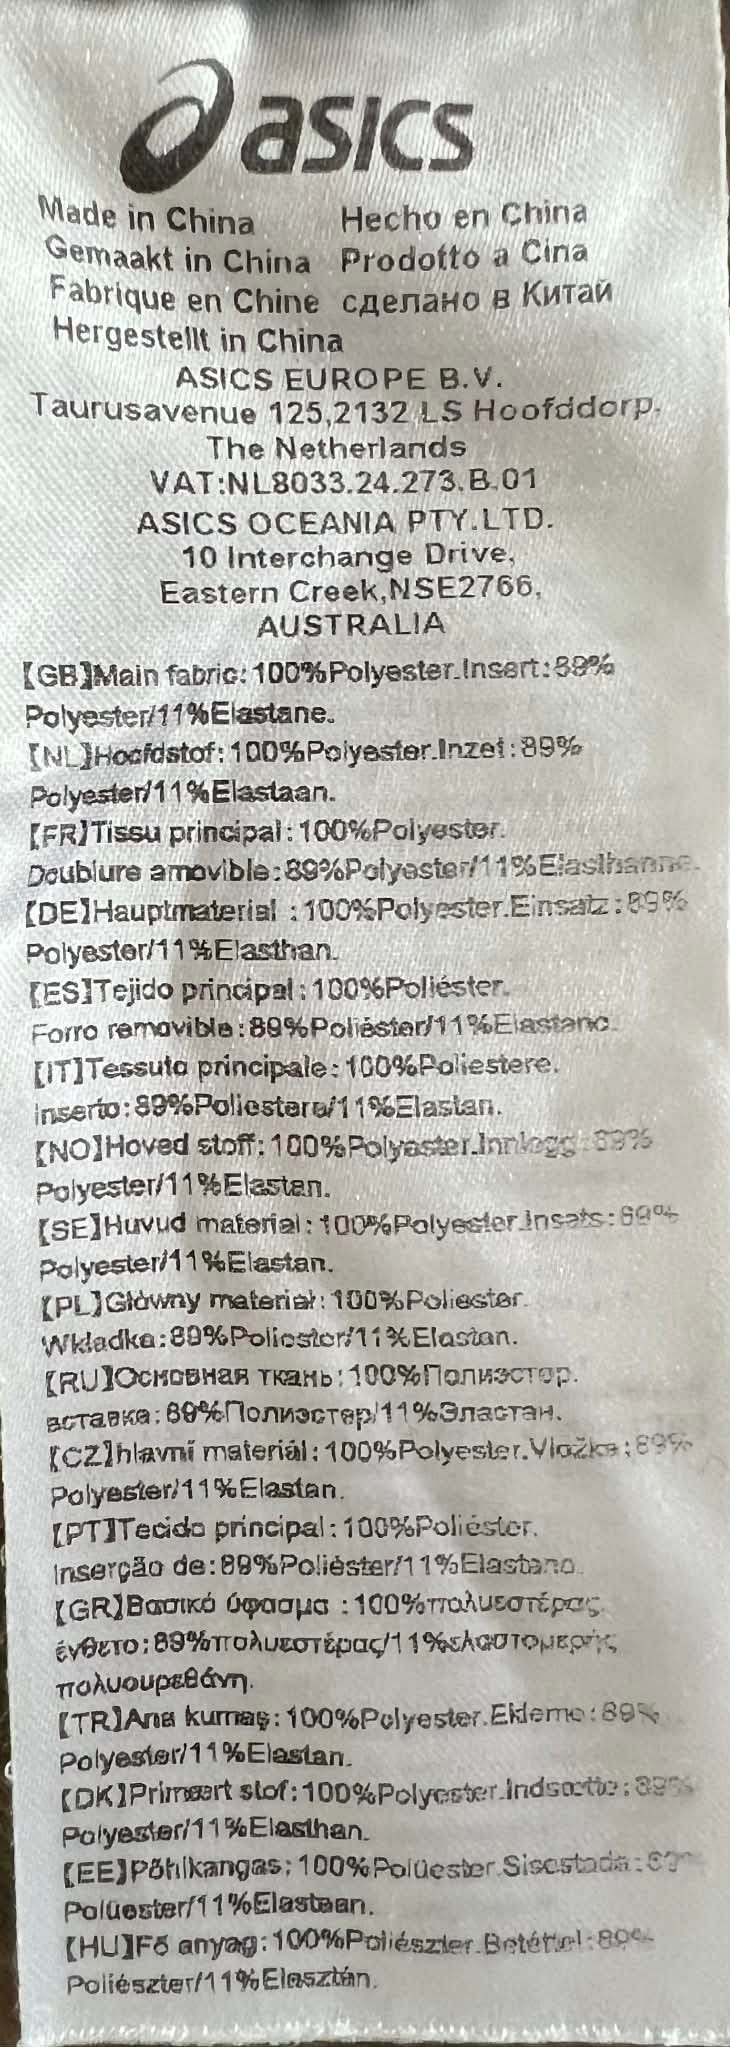 asics
Made in China Hecho en China
Gemaakt in China Prodotto a Cina
Fabrique en Chine сделано в Китай
Hergestellt in China
ASICS EUROPE B.V.
Taurusavenue 125,2132 LS Hoofddorp.
The Netherlands
VAT:NL8033.24.273.B.01
ASICS OCEANIA PTY.LTD.
10 Interchange Drive,
Eastern Creek,NSE2766,
AUSTRALIA
【GB】Main fabric:100%Polyester.Insert:89%
Polyester/11%Elastane.
【NL】Hoofdstof:100%Polyester.Inzet:89%
Polyester/11%Elastaan.
【FR】Tissu principal:100%Polyester.
Doublure amovible:89%Polyester/11%Elasthanne.
【DE】Hauptmaterial :100%Polyester.Einsatz:89%
Polyester/11%Elasthan.
【ES】Tejido principal:100%Poliéster.
Forro removible:89%Poliéster/11%Elastano.
【IT】Tessuto principale:100%Poliestere.
Inserto:89%Poliestere/11%Elastan.
【NO】Hoved stoff:100%Polyester.Innlegg:89%
Polyester/11%Elastan.
【SE】Huvud material:100%Polyester.Insats:89%
Polyester/11%Elastan.
【PL】Główny materiał:100%Poliester.
Wkładka:89%Poliester/11%Elastan.
【RU】Основная ткань:100%Полиэстер.
вставка:89%Полиэстер/11%Эластан.
【CZ】hlavní materiál:100%Polyester.Vložka:89%
Polyester/11%Elastan.
【PT】Tecido principal:100%Poliéster.
Inserção de:89%Poliéster/11%Elastano.
【GR】Βασικό ύφασμα :100%πολυεστέρας.
ένθετο:89%πολυεστέρας/11%ελαστομερής
πολυουρεθάνη.
【TR】Ana kumaş:100%Polyester.Ekleme:89%
Polyester/11%Elastan.
【DK】Primært stof:100%Polyester.Indsætte:89%
Polyester/11%Elasthan.
【EE】Põhikangas:100%Polüester.Sisestada:89%
Polüester/11%Elastaan.
【HU】Fő anyag:100%Poliészter.Betéttel:89%
Poliészter/11%Elasztán.